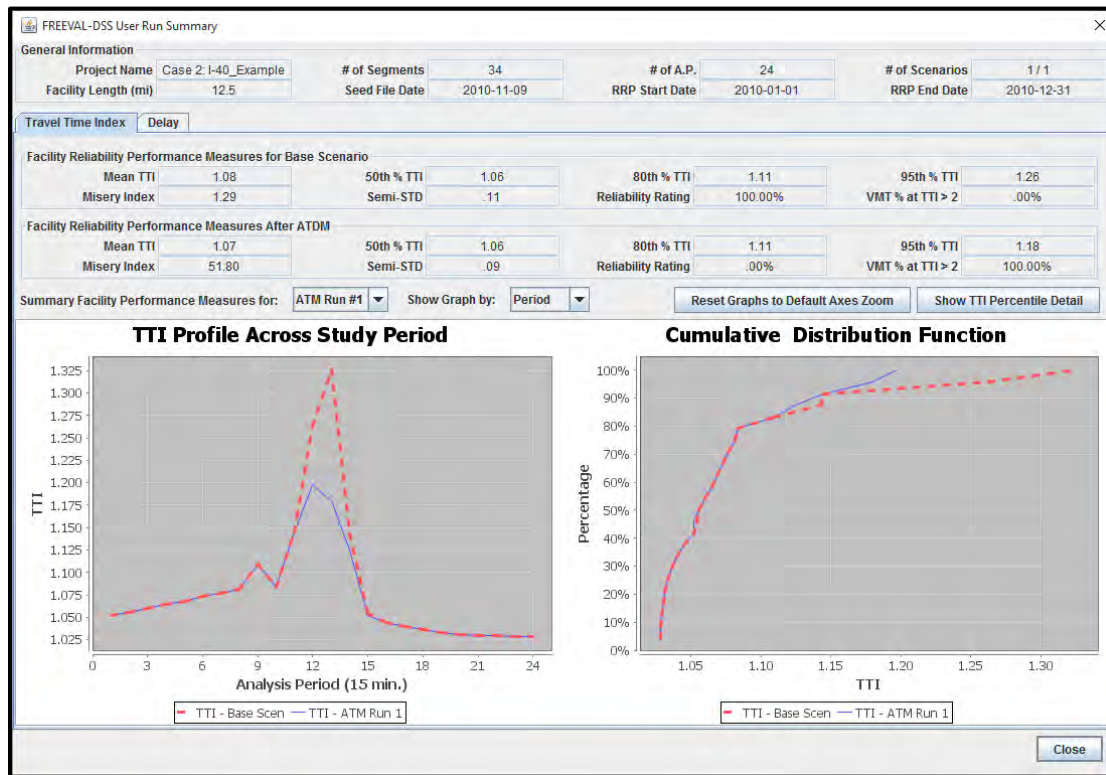 FREEVAL-DSS User Run Summary
General Information
Project Name Case 2: I-40_Example # of Segments 34 # of A.P. 24 # of Scenarios 1 / 1
Facility Length (mi) 12.5 Seed File Date 2010-11-09 RRP Start Date 2010-01-01 RRP End Date 2010-12-31
Travel Time Index Delay
Facility Reliability Performance Measures for Base Scenario
Mean TTI 1.08 50th % TTI 1.06 80th % TTI 1.11 95th % TTI 1.26
Misery Index 1.29 Semi-STD .11 Reliability Rating 100.00% VMT % at TTI > 2 .00%
Facility Reliability Performance Measures After ATDM
Mean TTI 1.07 50th % TTI 1.06 80th % TTI 1.11 95th % TTI 1.18
Misery Index 51.80 Semi-STD .09 Reliability Rating .00% VMT % at TTI > 2 100.00%
Summary Facility Performance Measures for: ATM Run #1 Show Graph by: Period Reset Graphs to Default Axes Zoom Show TTI Percentile Detail
TTI Profile Across Study Period
1.325
1.300
1.275
1.250
1.225
1.200
1.175
1.150
1.125
1.100
1.075
1.050
1.025
TTI
0 3 6 9 12 15 18 21 24
Analysis Period (15 min.)
TTI - Base Scen TTI - ATM Run 1
Cumulative Distribution Function
100%
90%
80%
70%
60%
50%
40%
30%
20%
10%
0%
Percentage
1.05 1.10 1.15 1.20 1.25 1.30
TTI
TTI - Base Scen TTI - ATM Run 1
Close